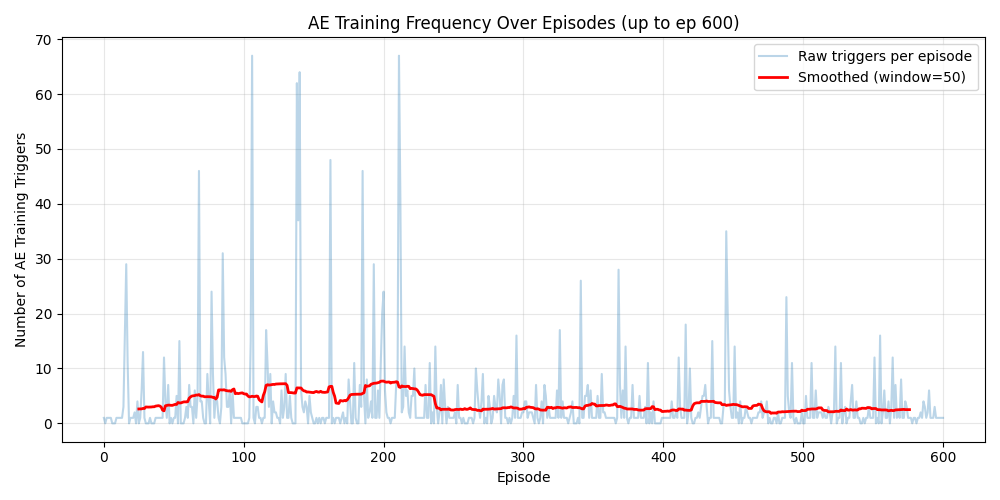 AE Training Frequency Over Episodes (up to ep 600)
Raw triggers per episode
Smoothed (window=50)
Number of AE Training Triggers
70
60
50
40
30
20
10
0
0 100 200 300 400 500 600
Episode